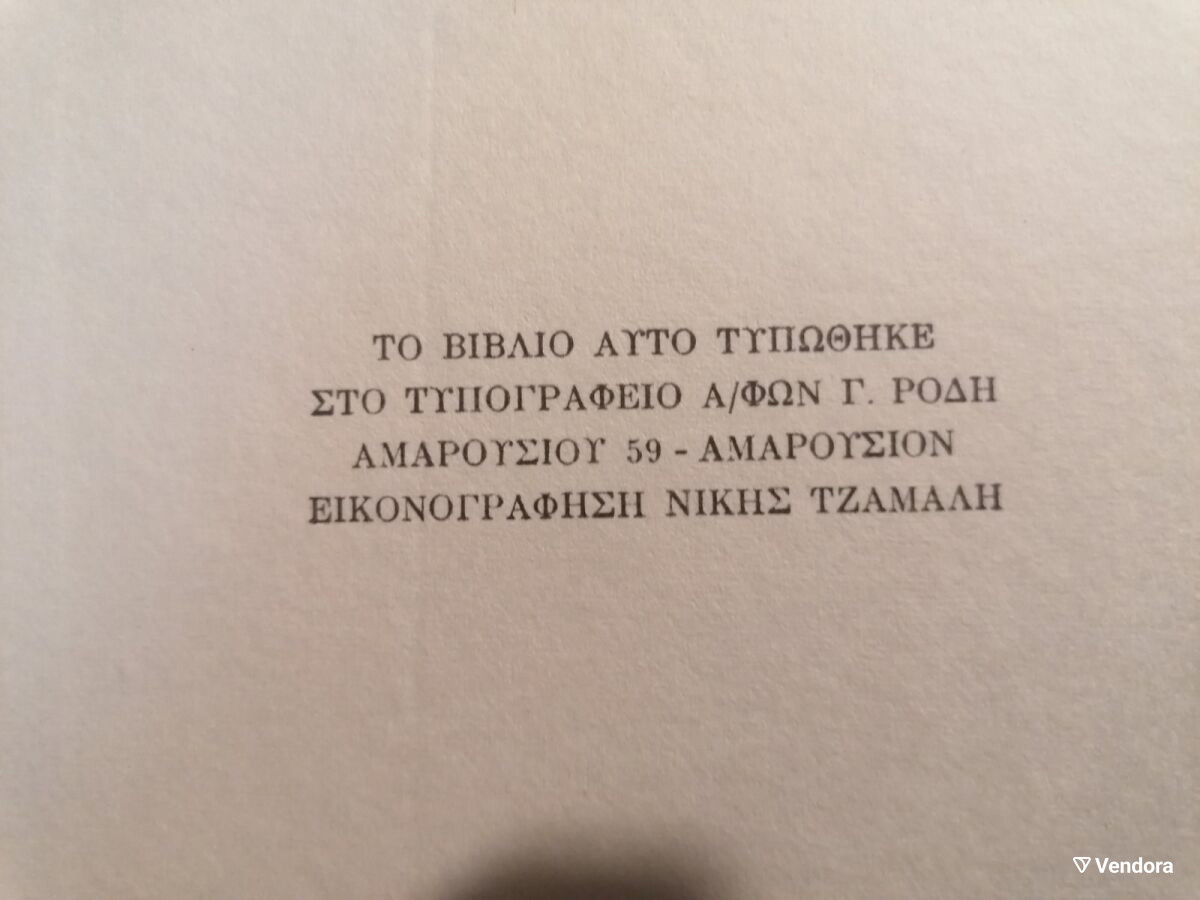 ΤΟ ΒΙΒΛΙΟ ΑΥΤΟ ΤΥΠΩΘΗΚΕ
ΣΤΟ ΤΥΠΟΓΡΑΦΕΙΟ Α/ΦΩΝ Γ. ΡΟΔΗ
ΑΜΑΡΟΥΣΙΟΥ 59 - ΑΜΑΡΟΥΣΙΟΝ
ΕΙΚΟΝΟΓΡΑΦΗΣΗ ΝΙΚΗΣ ΤΖΑΜΑΛΗ
Vendora